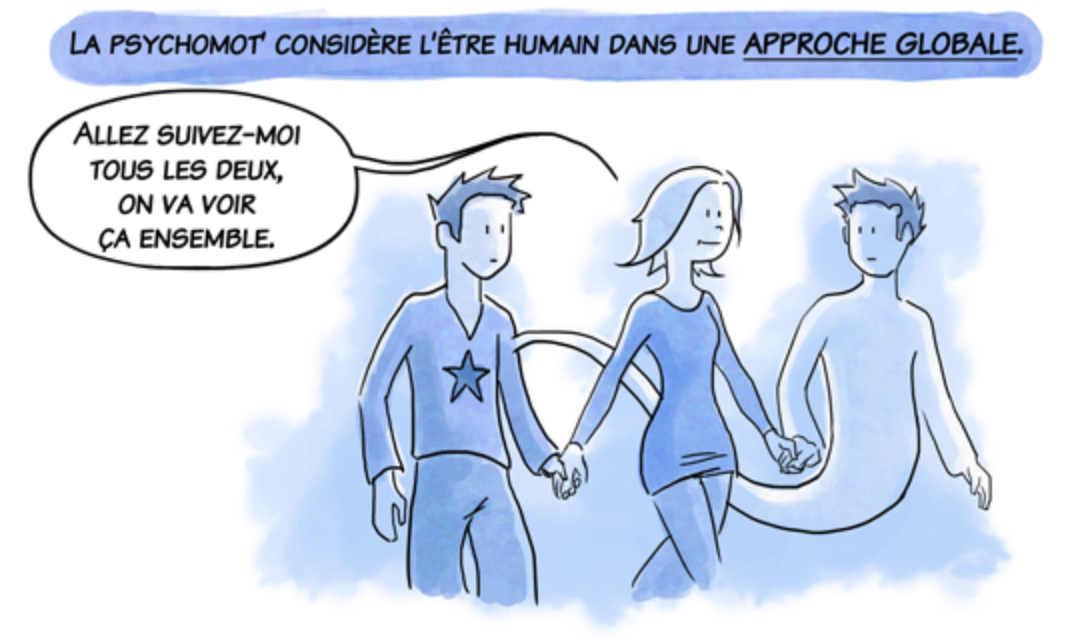 LA PSYCHOMOT' CONSIDÈRE L'ÊTRE HUMAIN DANS UNE APPROCHE GLOBALE.
ALLEZ SUIVEZ-MOI
TOUS LES DEUX,
ON VA VOIR
ÇA ENSEMBLE.